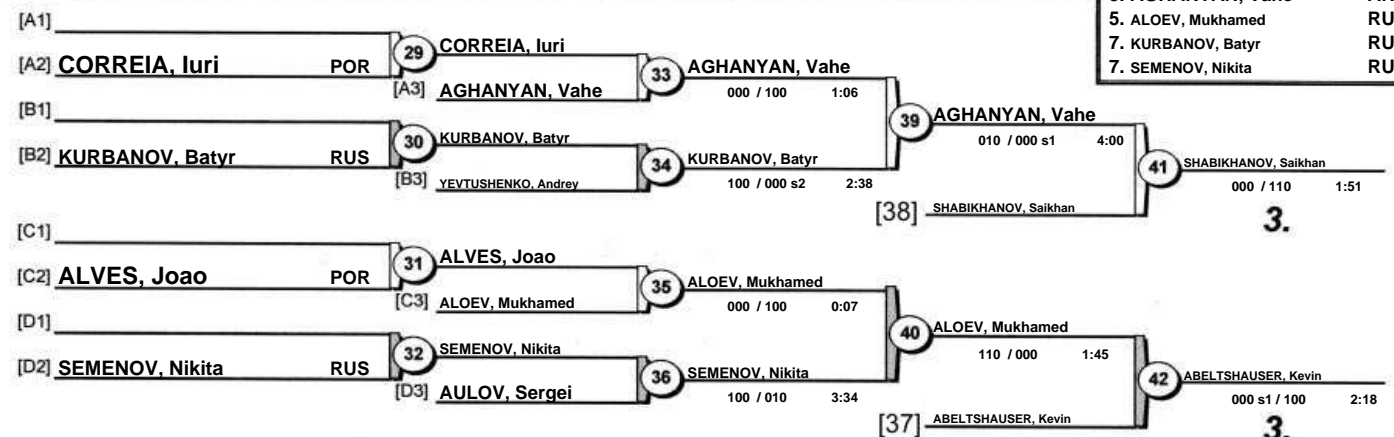 5. ALOEV, Mukhamed
7. KURBANOV, Batyr
7. SEMENOV, Nikita
[A1]
[A2] CORREIA, Iuri POR
29
CORREIA, Iuri
[A3] AGHANYAN, Vahe
33
AGHANYAN, Vahe
000 / 100 1:06
[B1]
[B2] KURBANOV, Batyr RUS
30
KURBANOV, Batyr
[B3] YEVTUSHENKO, Andrey
34
KURBANOV, Batyr
100 / 000 s2 2:38
39
AGHANYAN, Vahe
010 / 000 s1 4:00
[38] SHABIKHANOV, Saikhan
41
SHABIKHANOV, Saikhan
000 / 110 1:51
3.
[C1]
[C2] ALVES, Joao POR
31
ALVES, Joao
[C3] ALOEV, Mukhamed
35
ALOEV, Mukhamed
000 / 100 0:07
[D1]
[D2] SEMENOV, Nikita RUS
32
SEMENOV, Nikita
[D3] AULOV, Sergei
36
SEMENOV, Nikita
100 / 010 3:34
40
ALOEV, Mukhamed
110 / 000 1:45
[37] ABELTSHAUSER, Kevin
42
ABELTSHAUSER, Kevin
000 s1 / 100 2:18
3.